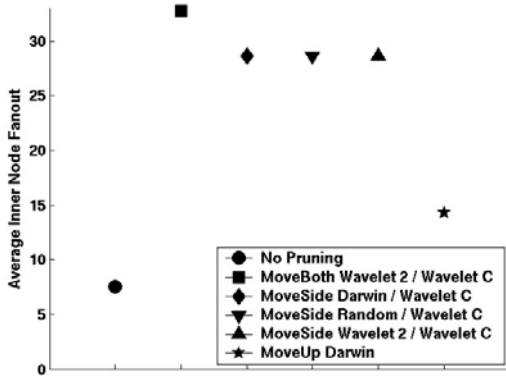 30
25
20
15
10
5
0
Average Inner Node Fanout
No Pruning
MoveBoth Wavelet 2 / Wavelet C
MoveSide Darwin / Wavelet C
MoveSide Random / Wavelet C
MoveSide Wavelet 2 / Wavelet C
MoveUp Darwin